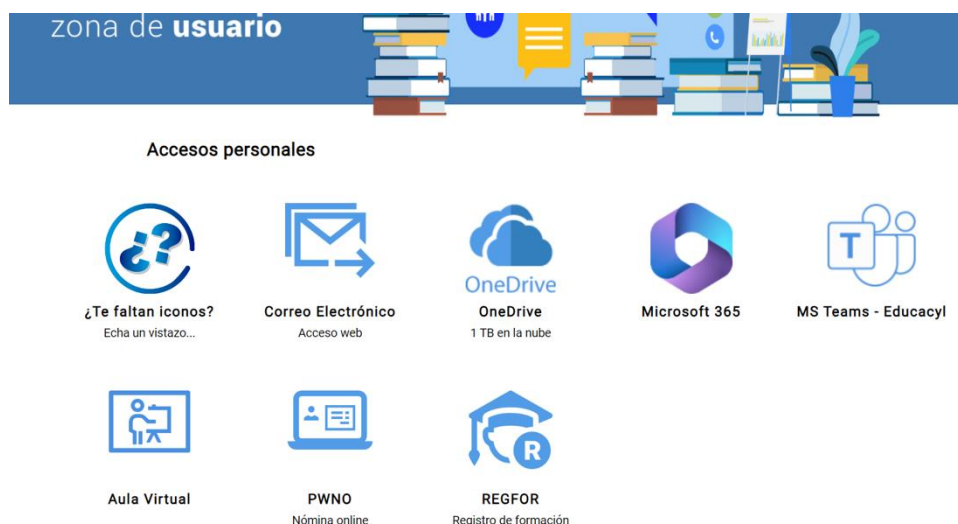 zona de usuario
Accesos personales
¿?
OneDrive
T
¿Te faltan iconos?
Correo Electrónico
OneDrive
Microsoft 365
MS Teams - Educacyl
Echa un vistazo...
Acceso web
1 TB en la nube
R
Aula Virtual
PWNO
REGFOR
Nómina online
Registro de formación